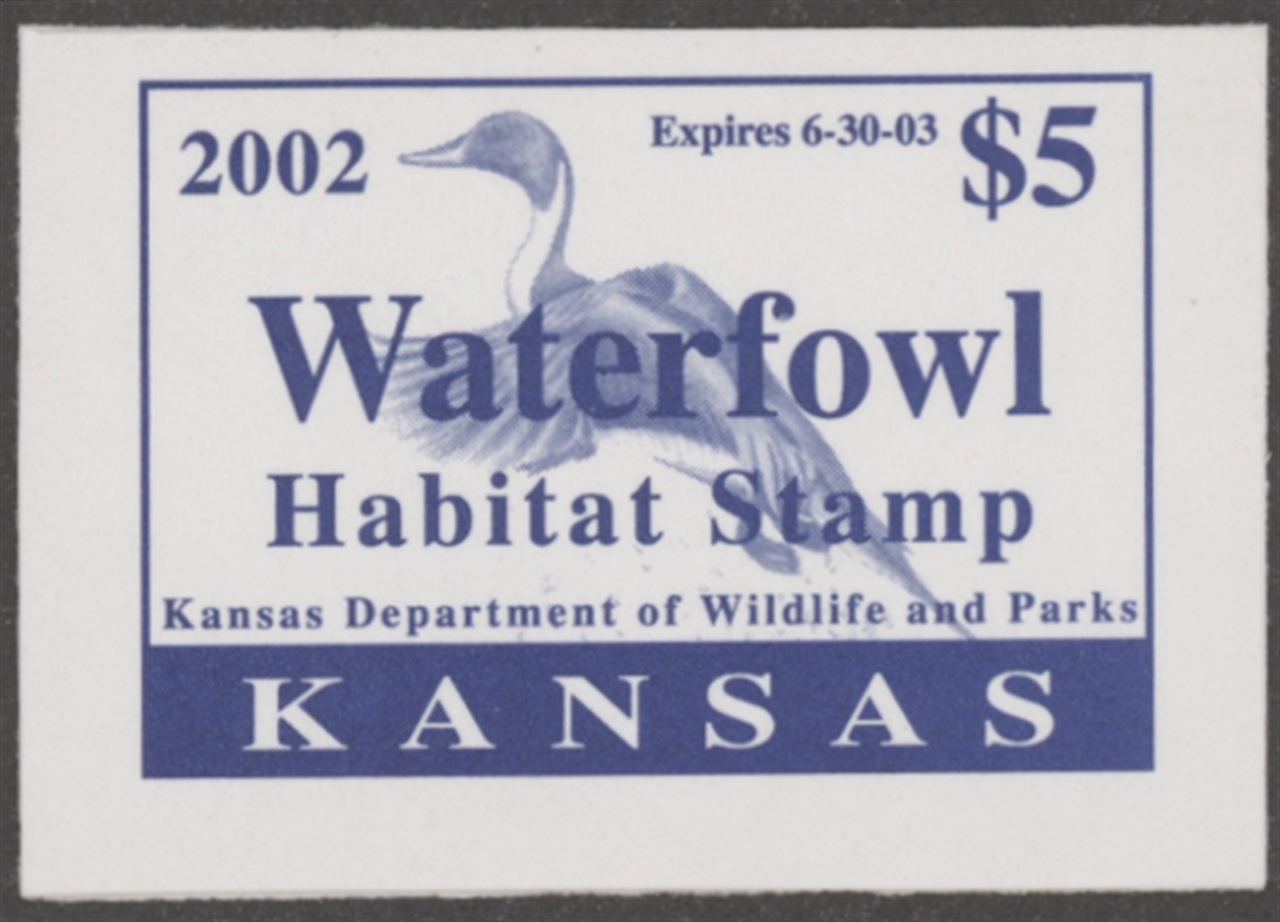 2002 Expires 6-30-03 $5
Waterfowl
Habitat Stamp
Kansas Department of Wildlife and Parks
KANSAS